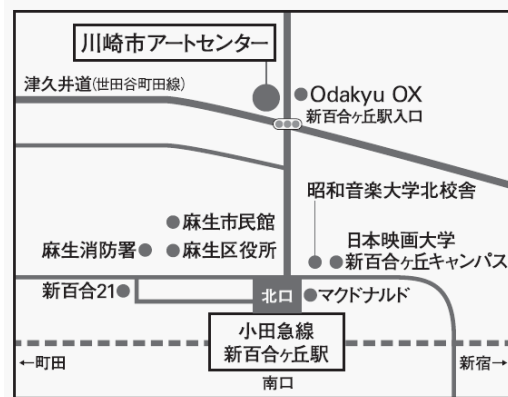 川崎市アートセンター
津久井道(世田谷町田線)
Odakyu OX
新百合ヶ丘駅入口
昭和音楽大学北校舎
麻生市民館
日本映画大学
麻生消防署
麻生区役所
新百合ヶ丘キャンパス
新百合21
北口
マクドナルド
小田急線
新百合ヶ丘駅
←町田
新宿→
南口